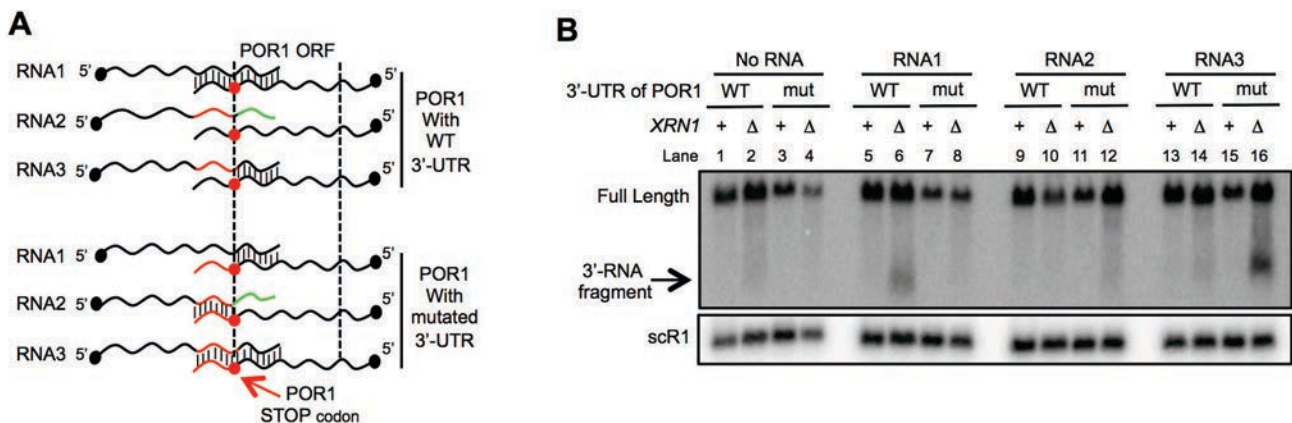 A
POR1 ORF
RNA1 5' 5'
RNA2 5' 5'
RNA3 5' 5'
POR1
With
WT
3'-UTR
RNA1 5' 5'
RNA2 5' 5'
RNA3 5' 5'
POR1
With
mutated
3'-UTR
POR1
STOP codon
B
No RNA RNA1 RNA2 RNA3
3'-UTR of POR1 WT mut WT mut WT mut WT mut
XRN1 + Δ + Δ + Δ + Δ + Δ + Δ + Δ + Δ
Lane 1 2 3 4 5 6 7 8 9 10 11 12 13 14 15 16
Full Length
3'-RNA
fragment
scR1